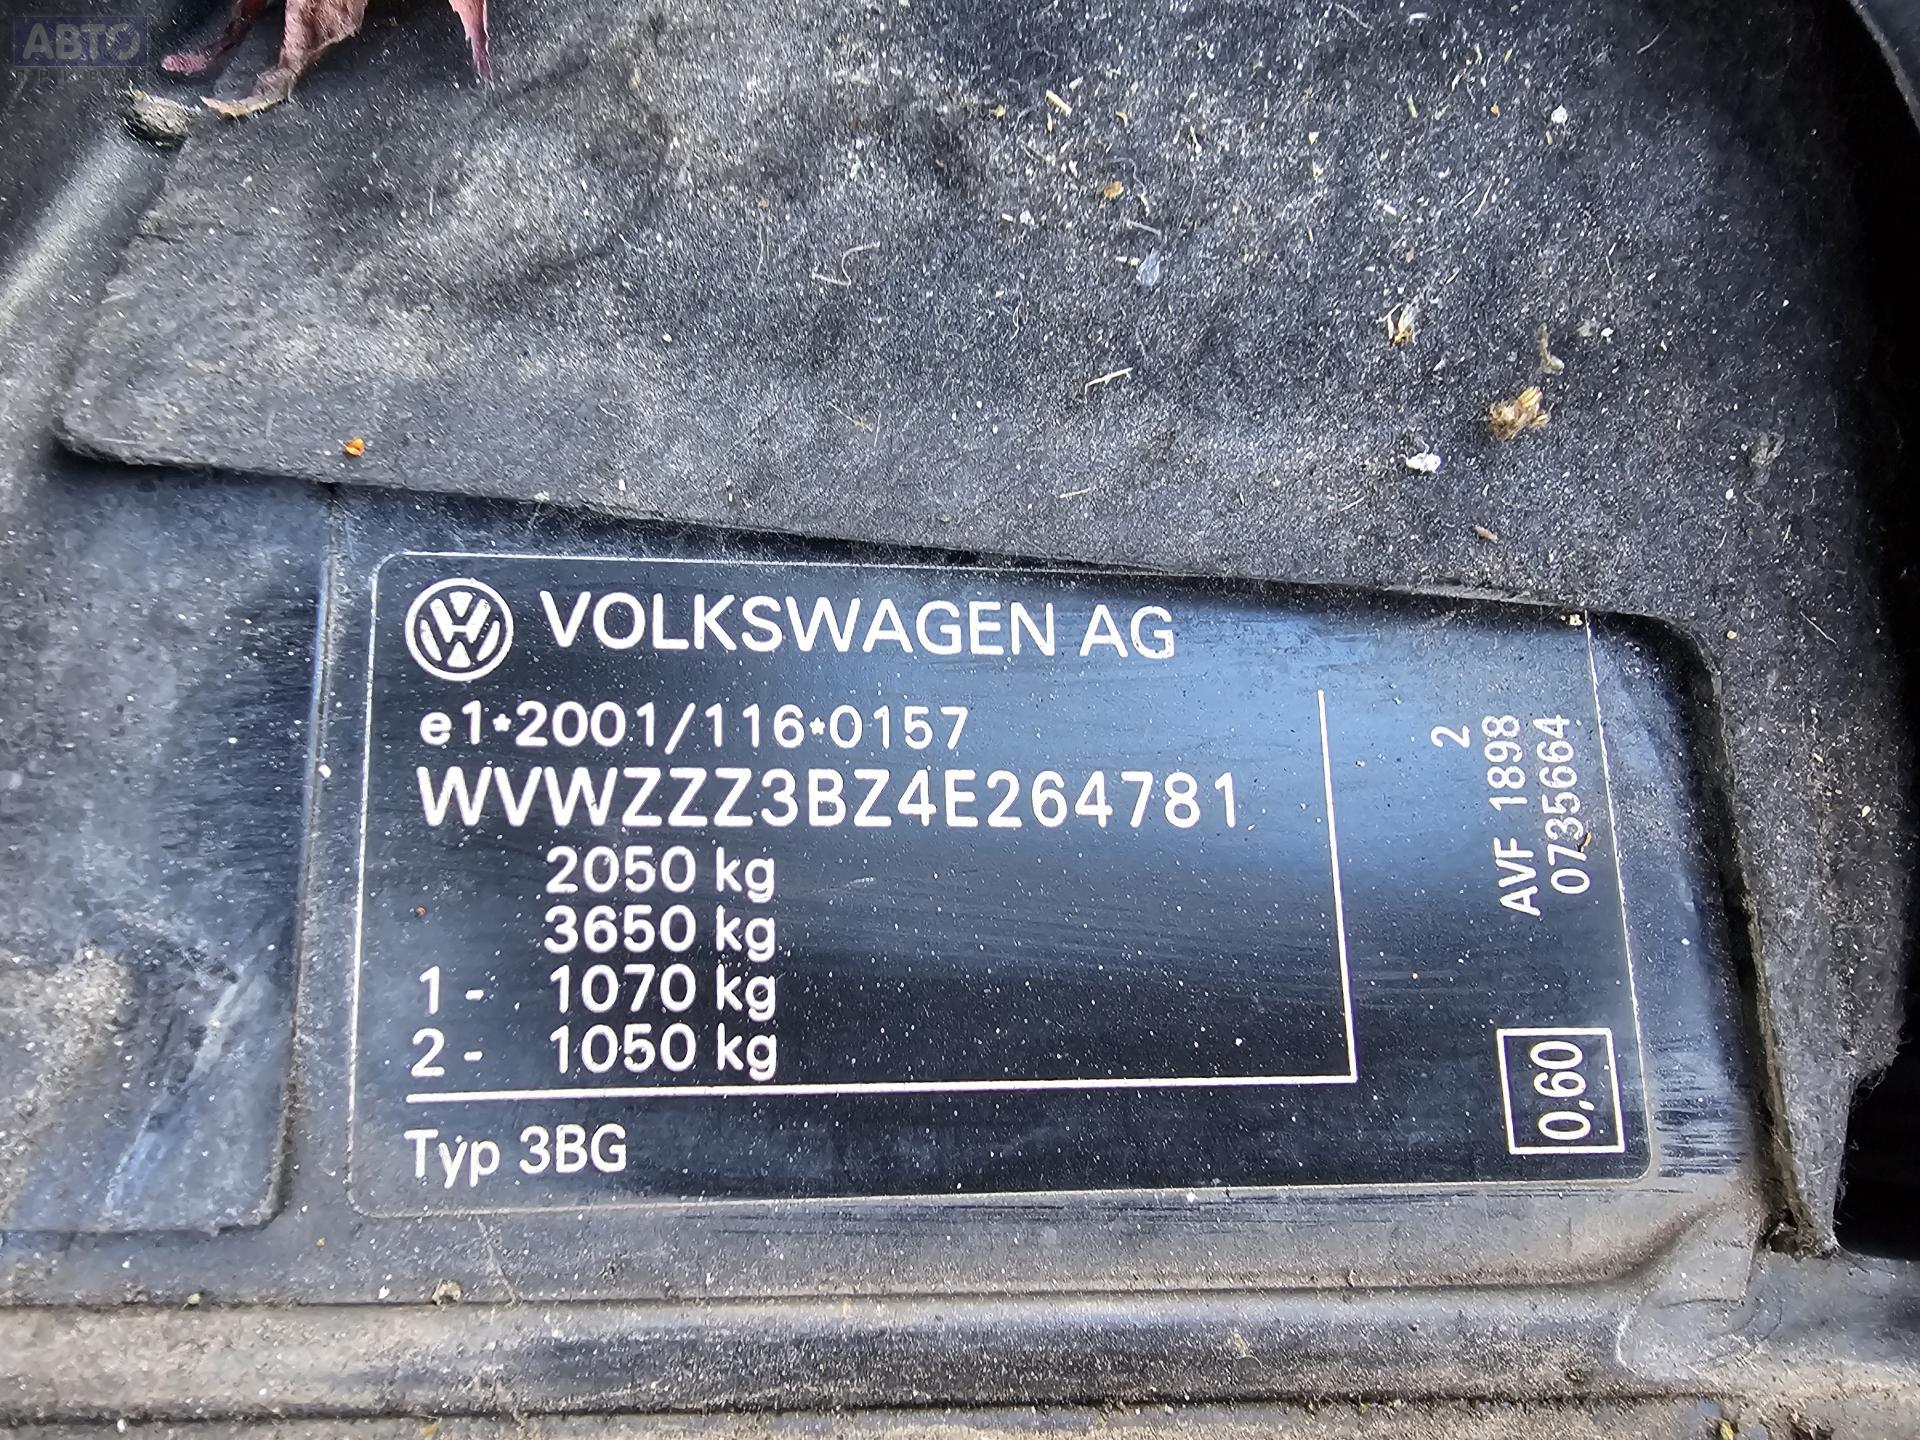 АВТО
VOLKSWAGEN AG
e1*2001/116*0157
WVWZZZ3BZ4E264781
2050 kg
3650 kg
1 - 1070 kg
2 - 1050 kg
Typ 3BG
2
AVF 1898
0735664
0,60